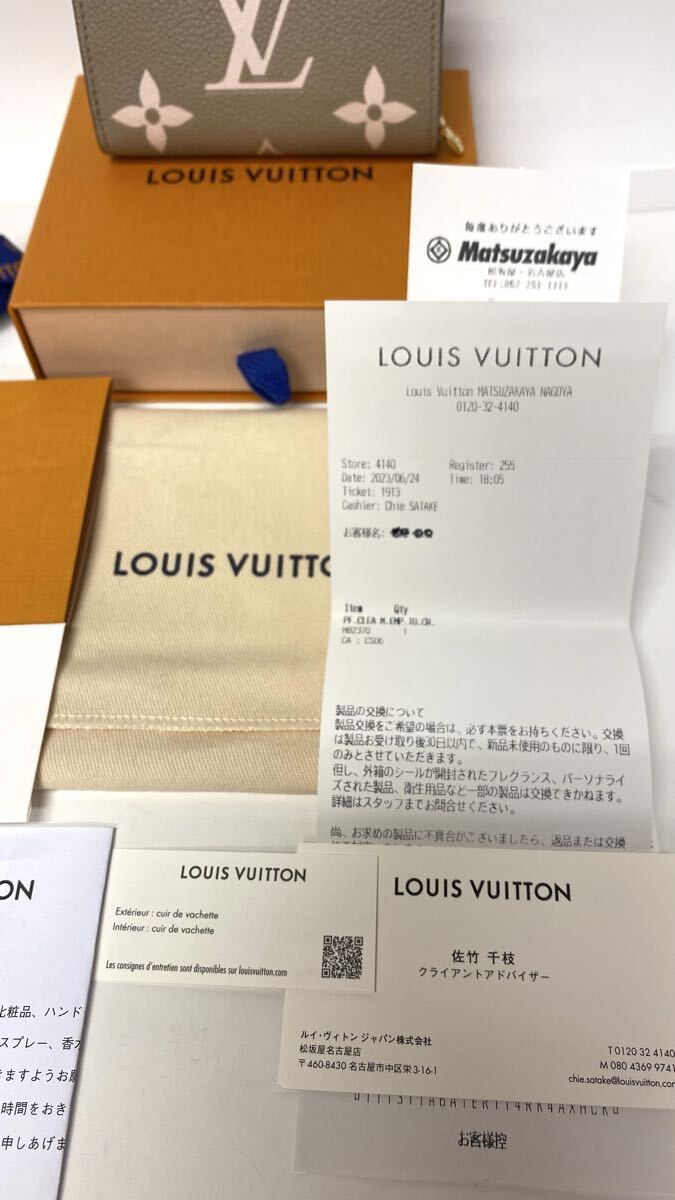 LV
LOUIS VUITTON
毎度ありがとうございます
Matsuzakaya
松坂屋・名古屋店
TEL:052 251 1111
LOUIS VUITTON
Louis Vuitton MATSUZAKAYA NAGOYA
0120-32-4140
Store: 4140 Register: 255
Date: 2023/06/24 Time: 18:05
Ticket: 1913
Cashier: Chie SATAKE
お客様名:
Item Qty
PF.CLEA M.EMP.TO.CR.
M82370 1
CA : CS06
製品の交換について
製品交換をご希望の場合は、必ず本票をお持ちください。交換
は製品お受け取り後30日以内で、新品未使用のものに限り、1回
のみとさせていただきます。
但し、外箱のシールが開封されたフレグランス、パーソナライ
ズされた製品、衛生用品など一部の製品は交換できかねます。
詳細はスタッフまでお問合せください。
尚、お求めの製品に不具合がございましたら、返品または交換
LOUIS VUITTO
LOUIS VUITTON
Extérieur : cuir de vachette
Intérieur : cuir de vachette
Les consignes d'entretien sont disponibles sur louisvuitton.com
LOUIS VUITTON
佐竹 千枝
クライアントアドバイザー
ルイ・ヴィトン ジャパン株式会社
松坂屋名古屋店
〒460-8430 名古屋市中区栄3-16-1
T 0120 32 4140
M 080 4369 9741
chie.satake@louisvuitton.com
お客様控
ON
化粧品、ハンド
スプレー、香水
きますようお願
時間をおき
申しあげま